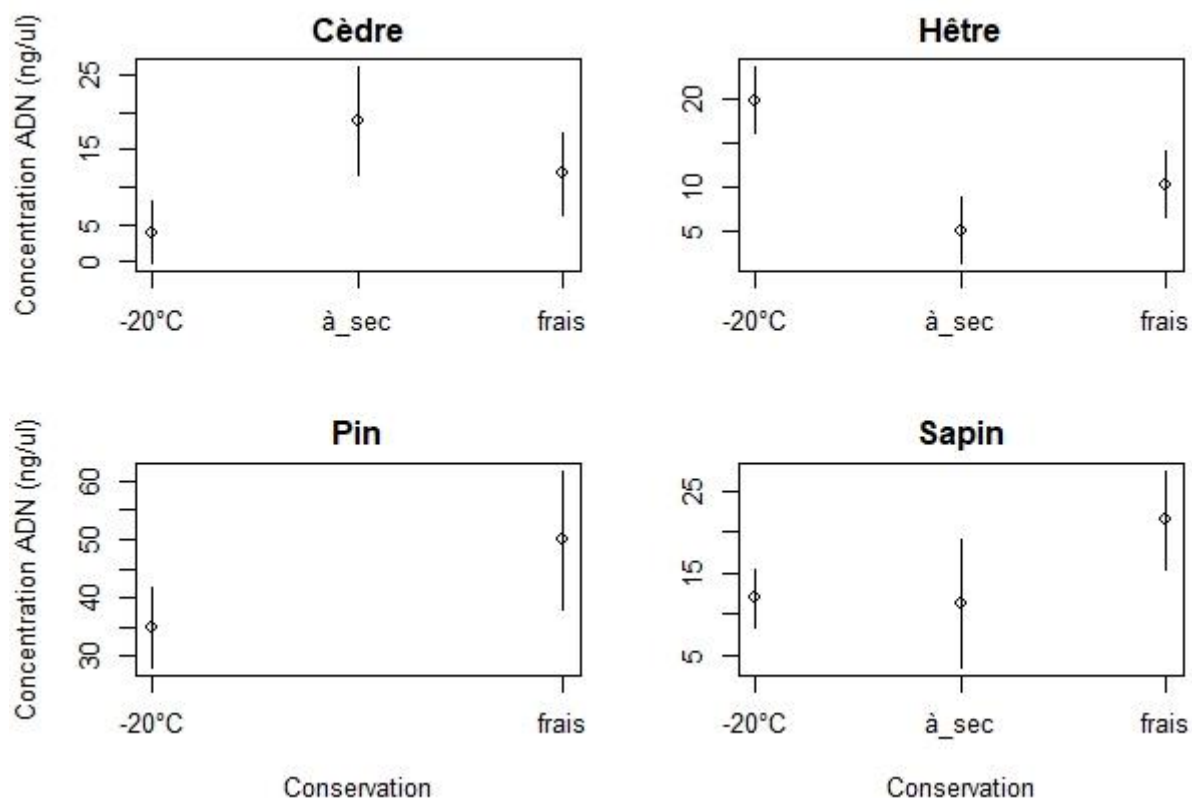 Cèdre
Concentration ADN (ng/ul)
25
15
5
0
-20°C à_sec frais
Hêtre
20
10
5
-20°C à_sec frais
Pin
Concentration ADN (ng/ul)
60
50
40
30
-20°C frais
Conservation
Sapin
25
15
5
-20°C à_sec frais
Conservation